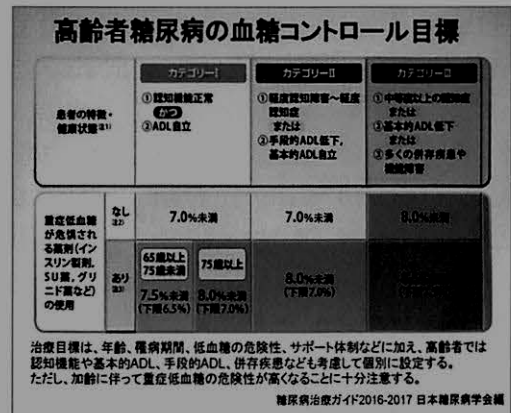 高齢者糖尿病の血糖コントロール目標
カテゴリーⅠ
カテゴリーⅡ
カテゴリーⅢ
患者の特徴・
健康状態注1)
①認知機能正常
かつ
②ADL自立
①軽度認知障害～軽度
認知症
または
②手段的ADL低下,
基本的ADL自立
①中等度以上の認知症
または
②基本的ADL低下
または
③多くの併存疾患や
機能障害
重症低血糖
が危惧され
る薬剤(イン
スリン製剤,
SU薬,グリ
ニド薬など)
の使用
なし
注2)
7.0%未満
7.0%未満
8.0%未満
あり
注3)
65歳以上
75歳未満
7.5%未満
(下限6.5%)
75歳以上
8.0%未満
(下限7.0%)
8.0%未満
(下限7.0%)
治療目標は、年齢、罹病期間、低血糖の危険性、サポート体制などに加え、高齢者では
認知機能や基本的ADL、手段的ADL、併存疾患なども考慮して個別に設定する。
ただし、加齢に伴って重症低血糖の危険性が高くなることに十分注意する。
糖尿病治療ガイド2016-2017 日本糖尿病学会編